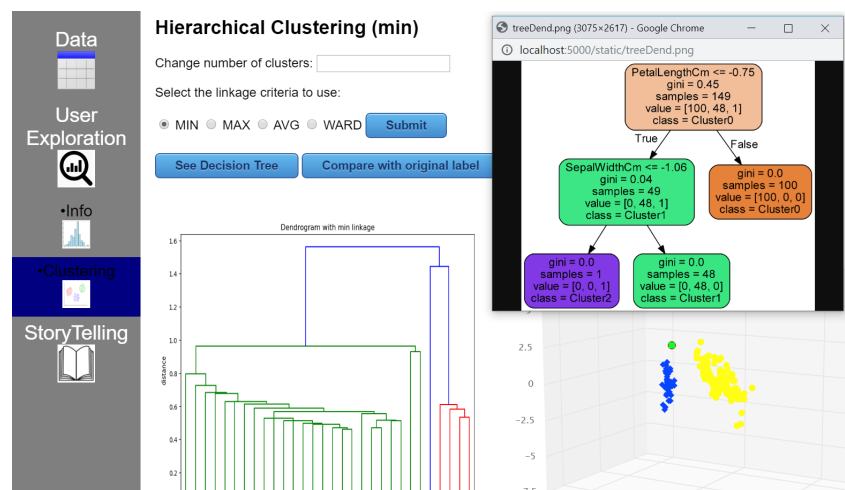 Data
User
Exploration
•Info
•Clustering
StoryTelling
Hierarchical Clustering (min)
Change number of clusters:
Select the linkage criteria to use:
MIN MAX AVG WARD Submit
See Decision Tree Compare with original label
Dendrogram with min linkage
distance
1.6
1.4
1.2
1.0
0.8
0.6
0.4
0.2
treeDend.png (3075×2617) - Google Chrome
localhost:5000/static/treeDend.png
PetalLengthCm <= -0.75
gini = 0.45
samples = 149
value = [100, 48, 1]
class = Cluster0
True
False
SepalWidthCm <= -1.06
gini = 0.04
samples = 49
value = [0, 48, 1]
class = Cluster1
gini = 0.0
samples = 100
value = [100, 0, 0]
class = Cluster0
gini = 0.0
samples = 1
value = [0, 0, 1]
class = Cluster2
gini = 0.0
samples = 48
value = [0, 48, 0]
class = Cluster1
2.5
0
−2.5
−5